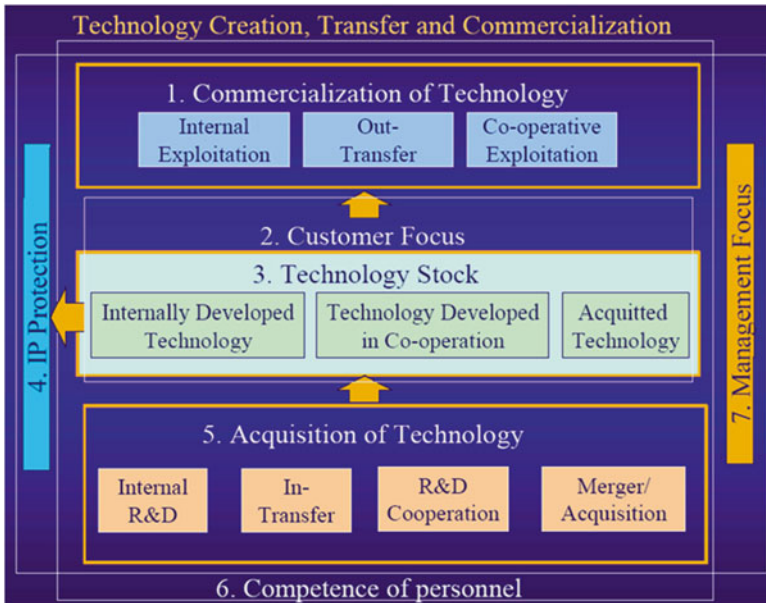 Technology Creation, Transfer and Commercialization
1. Commercialization of Technology
Internal
Exploitation
Out-
Transfer
Co-operative
Exploitation
2. Customer Focus
3. Technology Stock
Internally Developed
Technology
Technology Developed
in Co-operation
Acquitted
Technology
4. IP Protection
7. Management Focus
5. Acquisition of Technology
Internal
R&D
In-
Transfer
R&D
Cooperation
Merger/
Acquisition
6. Competence of personnel